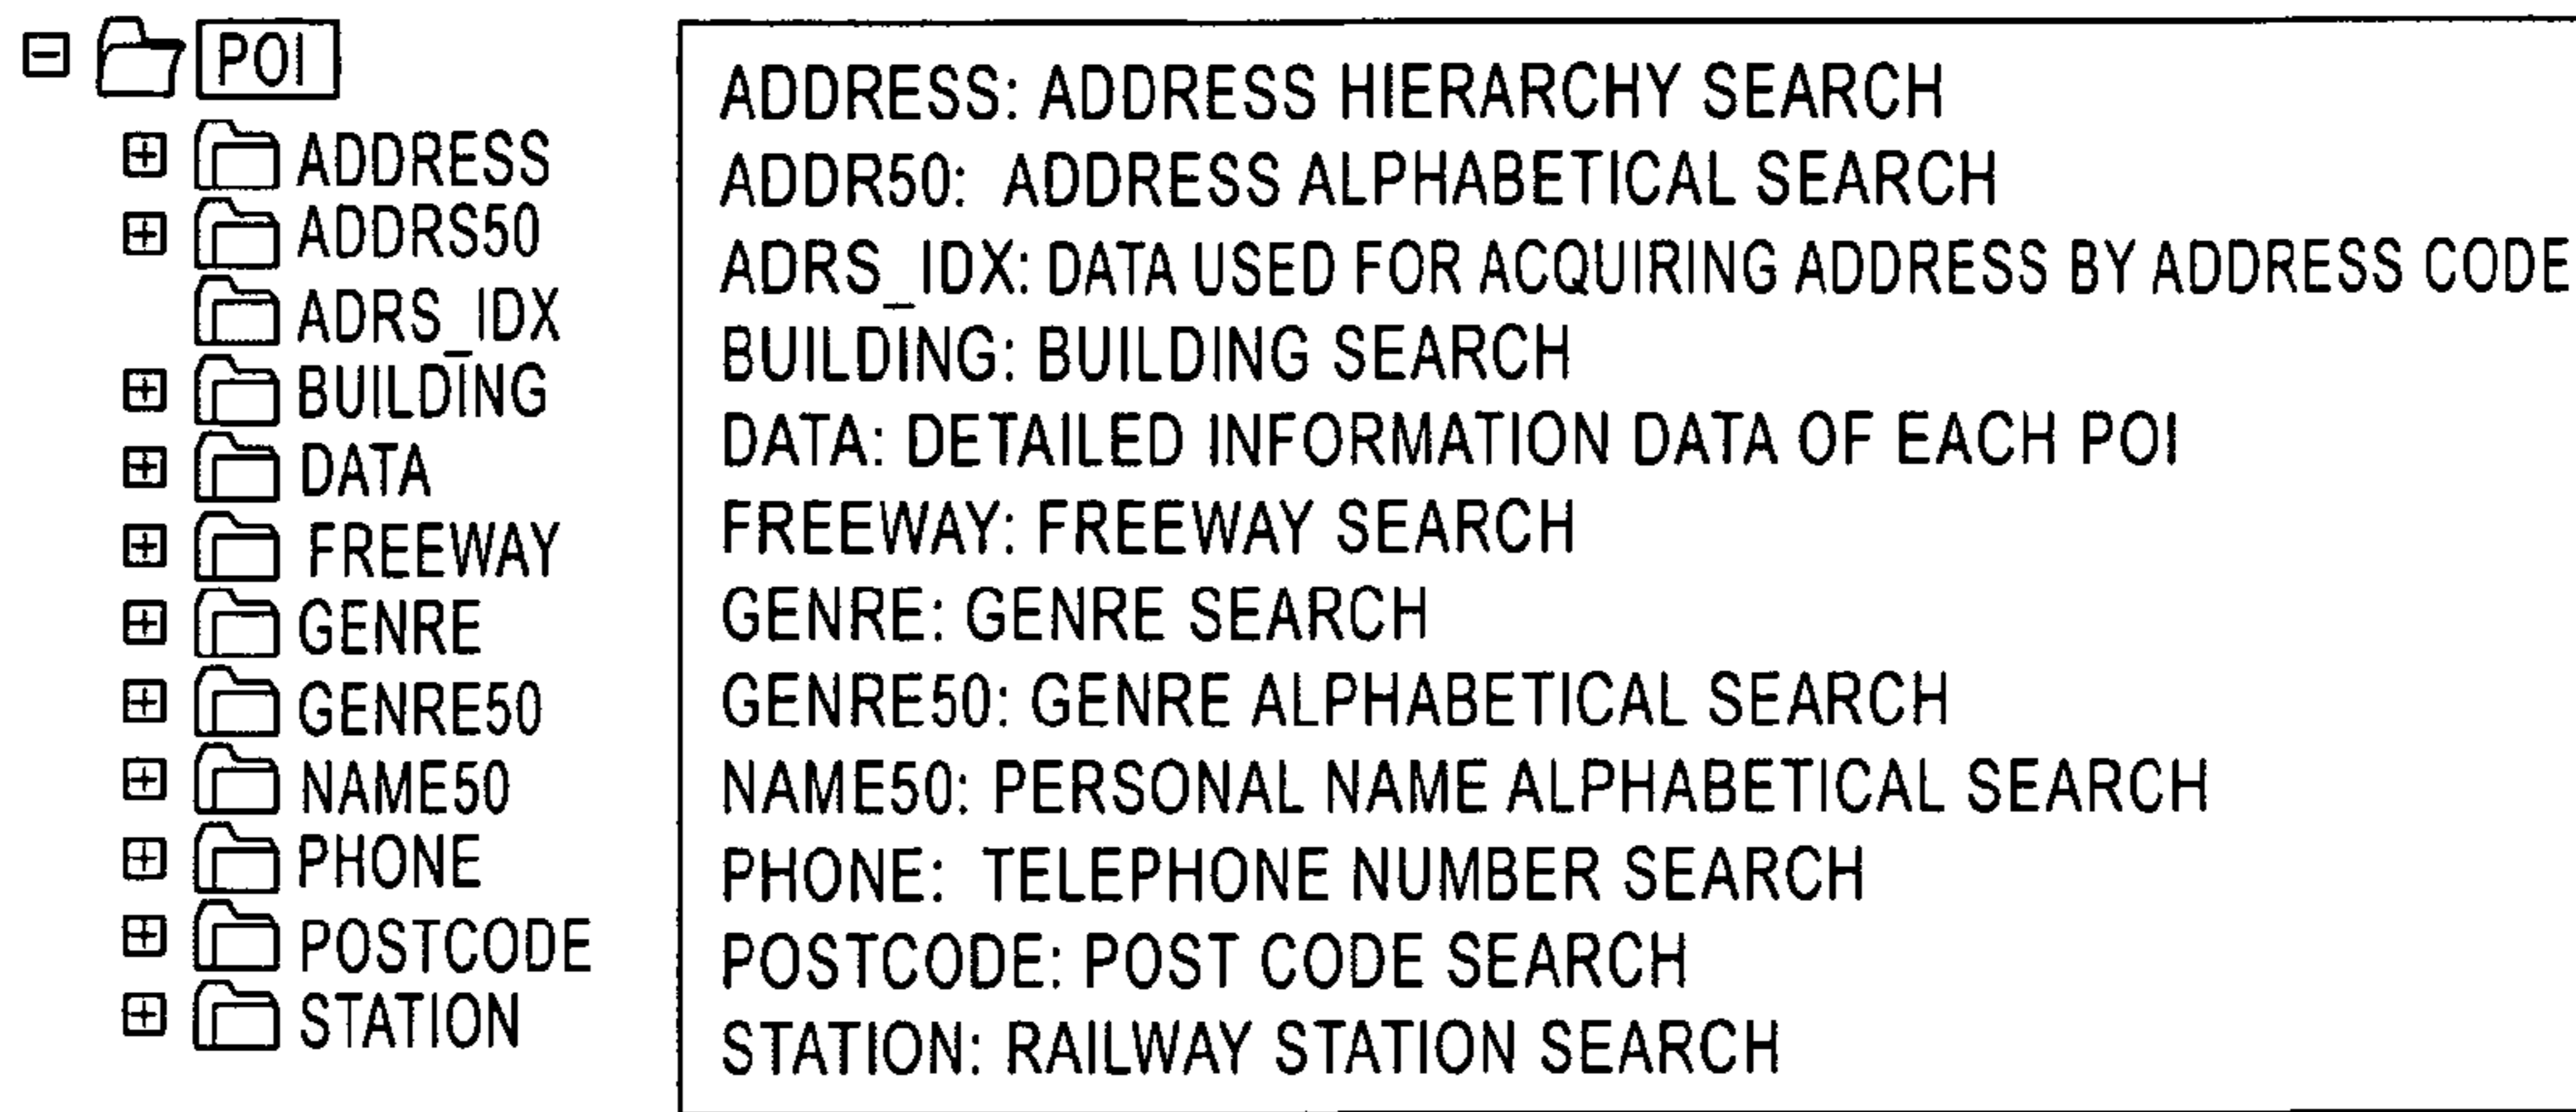 POI
ADDRESS
ADDRS50
ADRS_IDX
BUILDING
DATA
FREEWAY
GENRE
GENRE50
NAME50
PHONE
POSTCODE
STATION
ADDRESS: ADDRESS HIERARCHY SEARCH
ADDR50: ADDRESS ALPHABETICAL SEARCH
ADRS_IDX: DATA USED FOR ACQUIRING ADDRESS BY ADDRESS CODE
BUILDING: BUILDING SEARCH
DATA: DETAILED INFORMATION DATA OF EACH POI
FREEWAY: FREEWAY SEARCH
GENRE: GENRE SEARCH
GENRE50: GENRE ALPHABETICAL SEARCH
NAME50: PERSONAL NAME ALPHABETICAL SEARCH
PHONE: TELEPHONE NUMBER SEARCH
POSTCODE: POST CODE SEARCH
STATION: RAILWAY STATION SEARCH